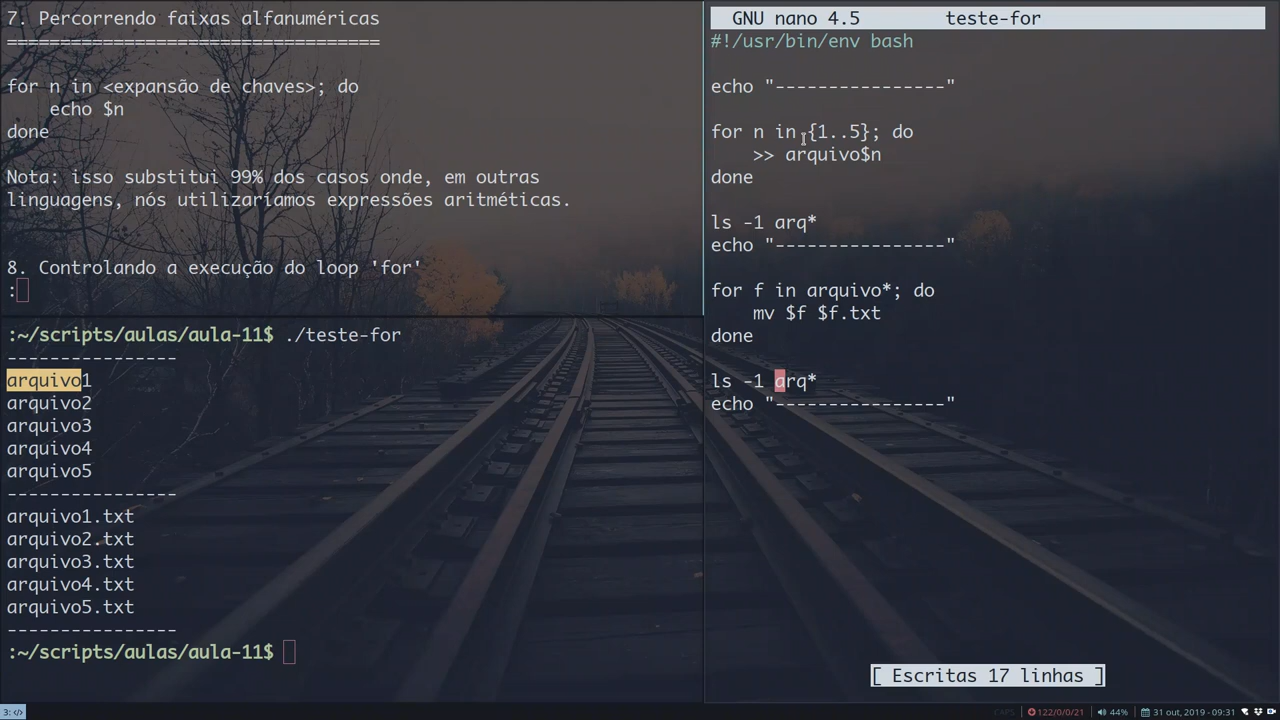 7. Percorrendo faixas alfanuméricas
===================================
for n in <expansão de chaves>; do
    echo $n
done
Nota: isso substitui 99% dos casos onde, em outras
linguagens, nós utilizaríamos expressões aritméticas.
8. Controlando a execução do loop 'for'
:
:~/scripts/aulas/aula-11$ ./teste-for
----------------
arquivo1
arquivo2
arquivo3
arquivo4
arquivo5
----------------
arquivo1.txt
arquivo2.txt
arquivo3.txt
arquivo4.txt
arquivo5.txt
----------------
:~/scripts/aulas/aula-11$
GNU nano 4.5 teste-for
#!/usr/bin/env bash
echo "----------------"
for n in {1..5}; do
    >> arquivo$n
done
ls -1 arq*
echo "----------------"
for f in arquivo*; do
    mv $f $f.txt
done
ls -1 arq*
echo "----------------"
[ Escritas 17 linhas ]
3: </> CAPS 122/0/0/21 44% 31 out, 2019 - 09:31